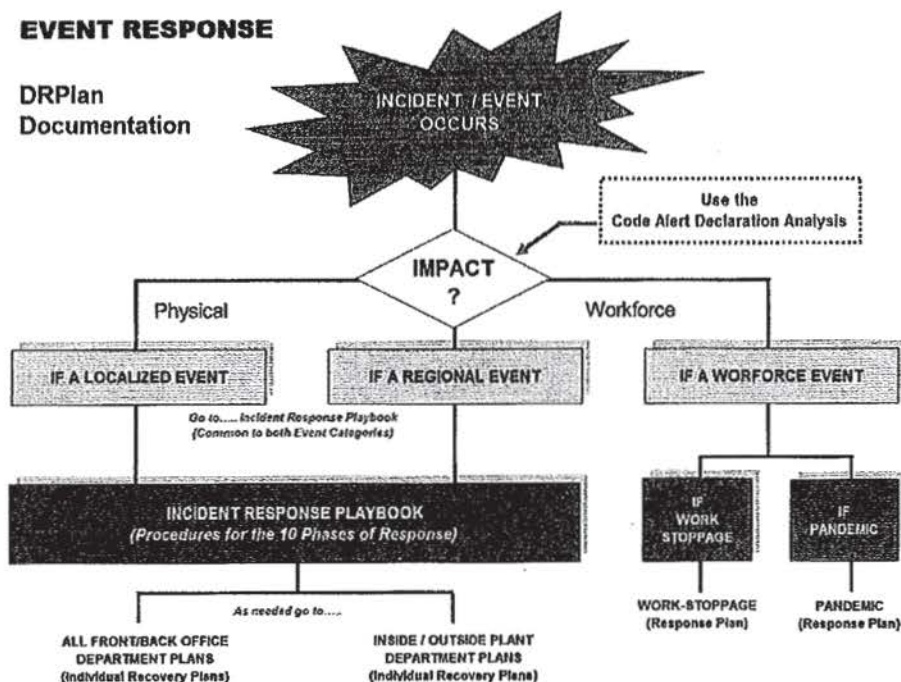 EVENT RESPONSE
DRPlan
Documentation
INCIDENT / EVENT
OCCURS
Use the
Code Alert Declaration Analysis
IMPACT
?
Physical
Workforce
IF A LOCALIZED EVENT
IF A REGIONAL EVENT
IF A WORFORCE EVENT
Go to..... Incident Response Playbook
(Common to both Event Categories)
INCIDENT RESPONSE PLAYBOOK
(Procedures for the 10 Phases of Response)
IF
WORK
STOPPAGE
IF
PANDEMIC
As needed go to.....
WORK-STOPPAGE
(Response Plan)
PANDEMIC
(Response Plan)
ALL FRONT/BACK OFFICE
DEPARTMENT PLANS
(Individual Recovery Plans)
INSIDE / OUTSIDE PLANT
DEPARTMENT PLANS
(Individual Recovery Plans)